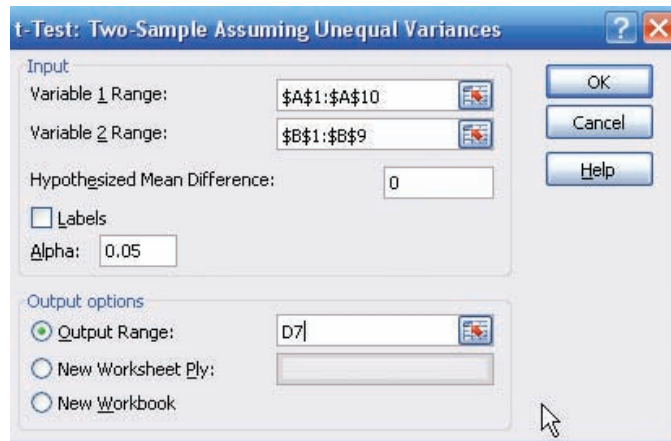 t-Test: Two-Sample Assuming Unequal Variances
Input
Variable 1 Range: $A$1:$A$10
Variable 2 Range: $B$1:$B$9
Hypothesized Mean Difference: 0
Labels
Alpha: 0.05
OK
Cancel
Help
Output options
Output Range: D7
New Worksheet Ply:
New Workbook